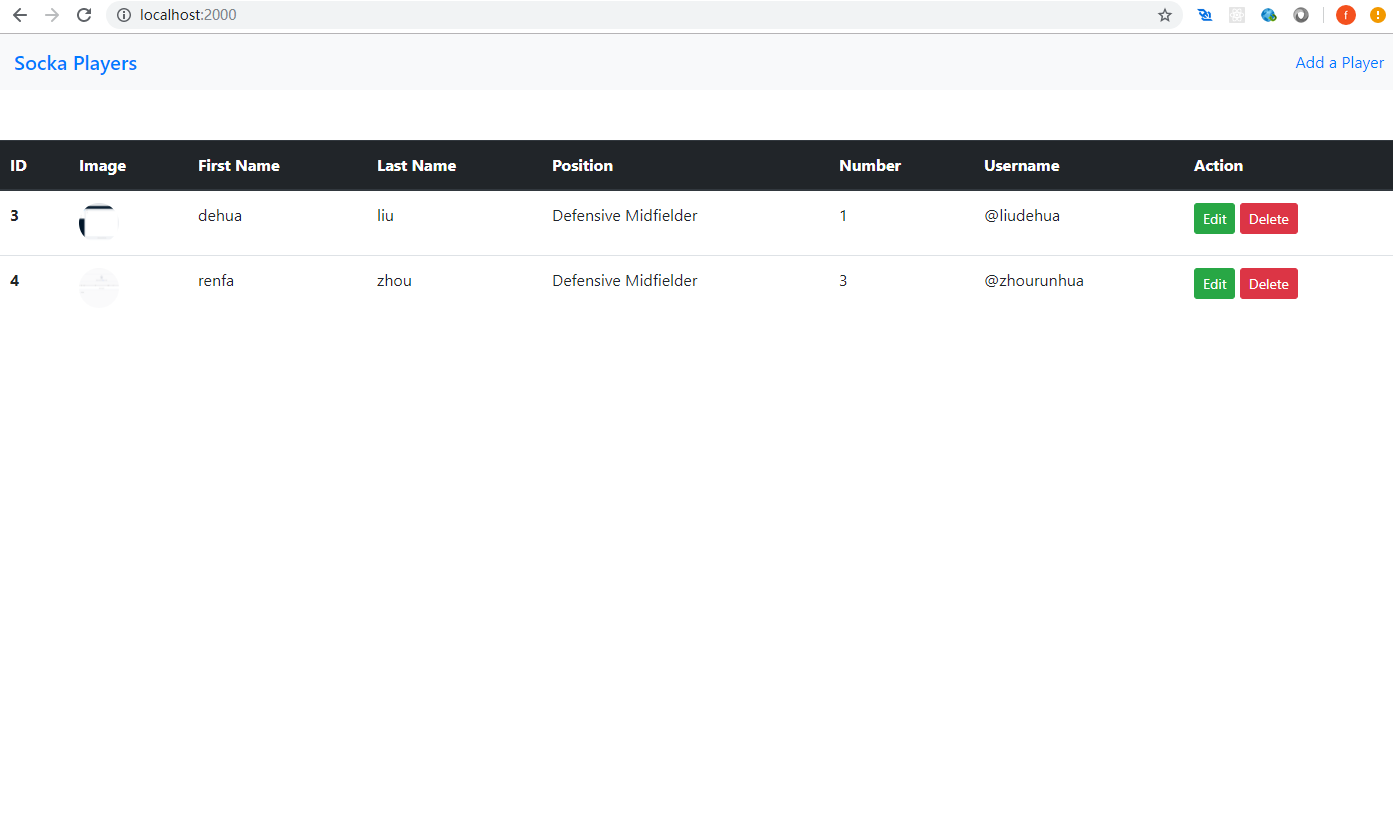 localhost:2000
f
Socka Players
Add a Player
ID Image First Name Last Name Position Number Username Action
3 dehua liu Defensive Midfielder 1 @liudehua Edit Delete
4 renfa zhou Defensive Midfielder 3 @zhourunhua Edit Delete